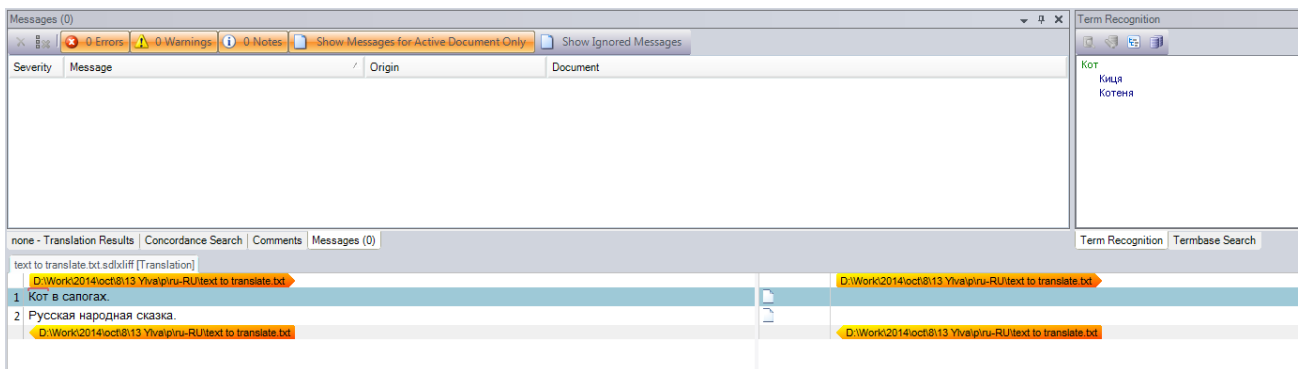 Messages (0)
0 Errors 0 Warnings 0 Notes Show Messages for Active Document Only Show Ignored Messages
Severity Message Origin Document
none - Translation Results Concordance Search Comments Messages (0)
Term Recognition
Кот
Киця
Котеня
Term Recognition Termbase Search
text to translate.txt.sdlxliff [Translation]
D:\Work\2014\oct\8\13 Ylva\p\ru-RU\text to translate.txt D:\Work\2014\oct\8\13 Ylva\p\ru-RU\text to translate.txt
1 Кот в сапогах.
2 Русская народная сказка.
D:\Work\2014\oct\8\13 Ylva\p\ru-RU\text to translate.txt D:\Work\2014\oct\8\13 Ylva\p\ru-RU\text to translate.txt